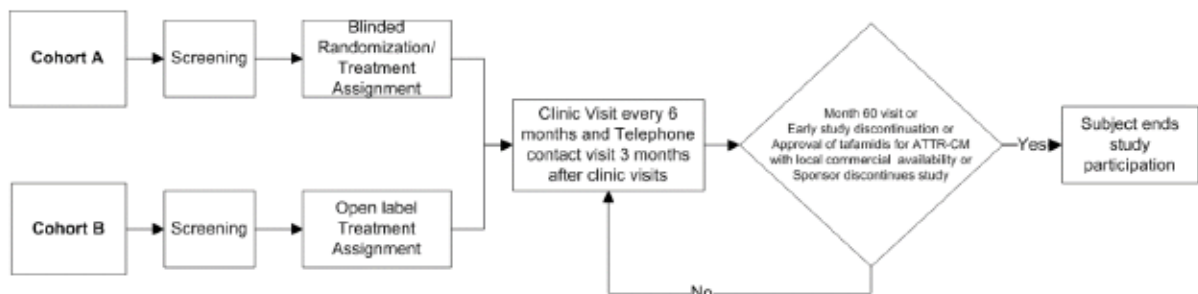 Cohort A
Screening
Blinded
Randomization/
Treatment
Assignment
Cohort B
Screening
Open label
Treatment
Assignment
Clinic Visit every 6
months and Telephone
contact visit 3 months
after clinic visits
Month 60 visit or
Early study discontinuation or
Approval of tafamidis for ATTR-CM
with local commercial availability or
Sponsor discontinues study
Yes
Subject ends
study
participation
No